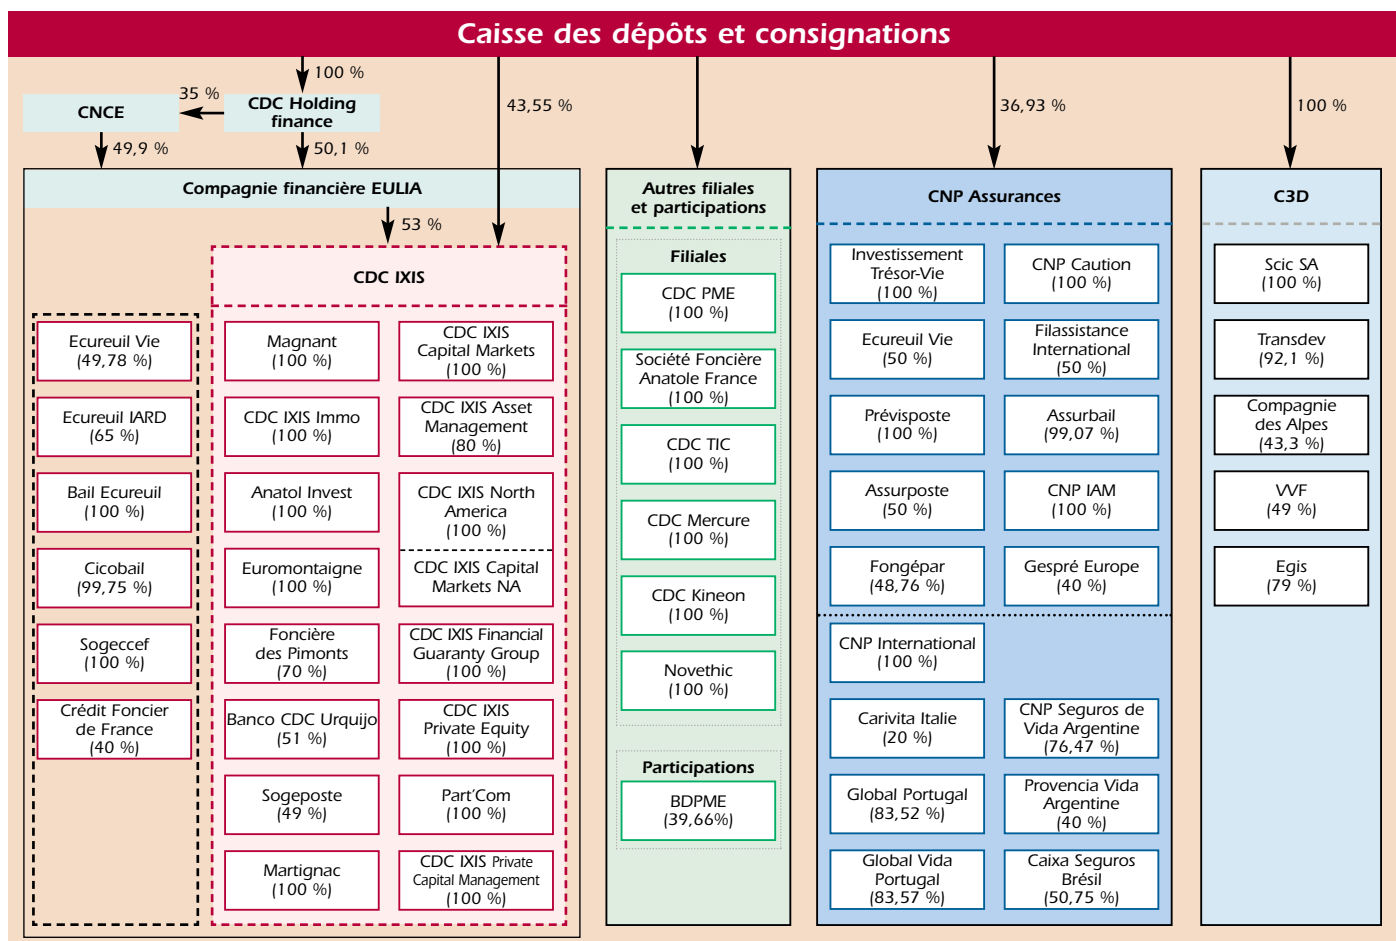 Caisse des dépôts et consignations
100 %
35 %
CNCE
CDC Holding
finance
43,55 %
36,93 %
100 %
49,9 %
50,1 %
Compagnie financière EULIA
53 %
CDC IXIS
Ecureuil Vie
(49,78 %)
Ecureuil IARD
(65 %)
Bail Ecureuil
(100 %)
Cicobail
(99,75 %)
Sogeccef
(100 %)
Crédit Foncier
de France
(40 %)
Magnant
(100 %)
CDC IXIS Immo
(100 %)
Anatol Invest
(100 %)
Euromontaigne
(100 %)
Foncière
des Pimonts
(70 %)
Banco CDC Urquijo
(51 %)
Sogeposte
(49 %)
Martignac
(100 %)
CDC IXIS
Capital Markets
(100 %)
CDC IXIS Asset
Management
(80 %)
CDC IXIS North
America
(100 %)
CDC IXIS Capital
Markets NA
CDC IXIS Financial
Guaranty Group
(100 %)
CDC IXIS
Private Equity
(100 %)
Part'Com
(100 %)
CDC IXIS Private
Capital Management
(100 %)
Autres filiales
et participations
Filiales
CDC PME
(100 %)
Société Foncière
Anatole France
(100 %)
CDC TIC
(100 %)
CDC Mercure
(100 %)
CDC Kineon
(100 %)
Novethic
(100 %)
Participations
BDPME
(39,66%)
CNP Assurances
Investissement
Trésor-Vie
(100 %)
Ecureuil Vie
(50 %)
Prévisposte
(100 %)
Assurposte
(50 %)
Fongépar
(48,76 %)
CNP Caution
(100 %)
Filassistance
International
(50 %)
Assurbail
(99,07 %)
CNP IAM
(100 %)
Gespré Europe
(40 %)
CNP International
(100 %)
Carivita Italie
(20 %)
Global Portugal
(83,52 %)
Global Vida
Portugal
(83,57 %)
CNP Seguros de
Vida Argentine
(76,47 %)
Provencia Vida
Argentine
(40 %)
Caixa Seguros
Brésil
(50,75 %)
C3D
Scic SA
(100 %)
Transdev
(92,1 %)
Compagnie
des Alpes
(43,3 %)
VVF
(49 %)
Egis
(79 %)